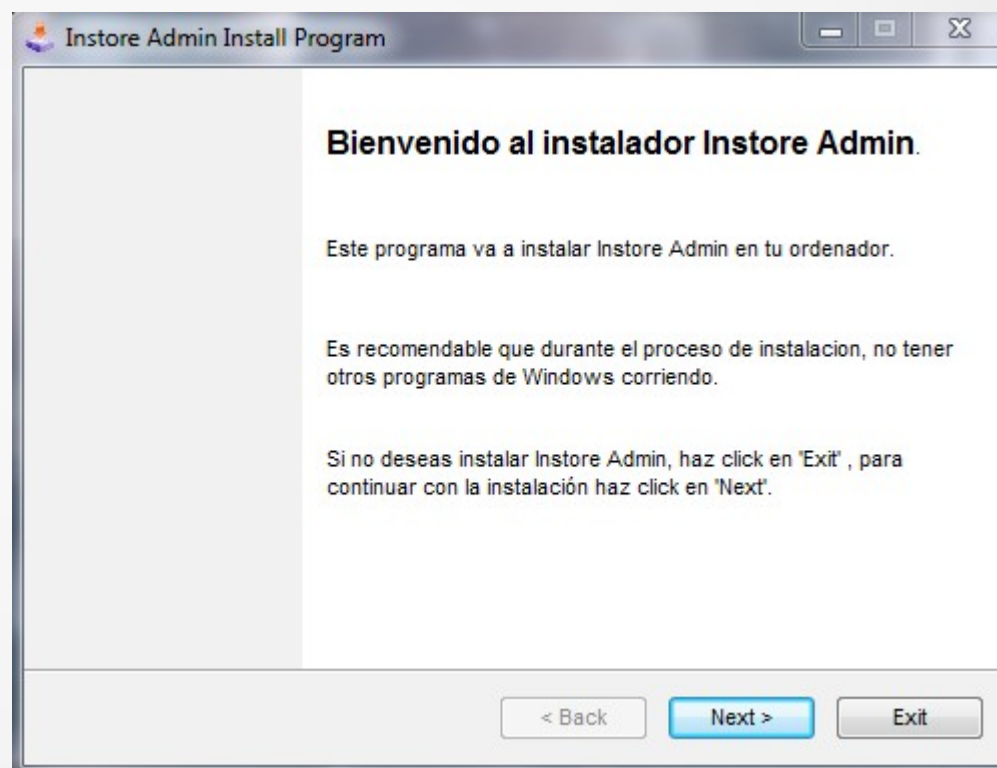 Instore Admin Install Program
Bienvenido al instalador Instore Admin.
Este programa va a instalar Instore Admin en tu ordenador.
Es recomendable que durante el proceso de instalacion, no tener
otros programas de Windows corriendo.
Si no deseas instalar Instore Admin, haz click en 'Exit' , para
continuar con la instalación haz click en 'Next'.
< Back
Next >
Exit